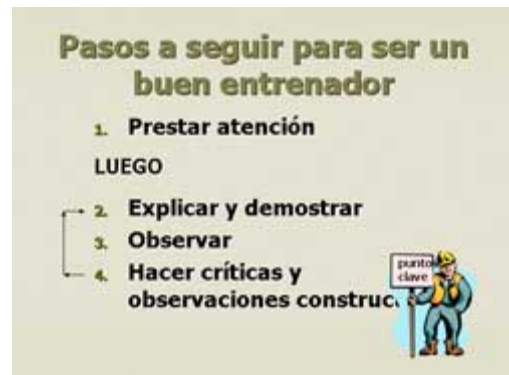 Pasos a seguir para ser un
buen entrenador
1. Prestar atención
LUEGO
2. Explicar y demostrar
3. Observar
4. Hacer críticas y
observaciones
punto
clave